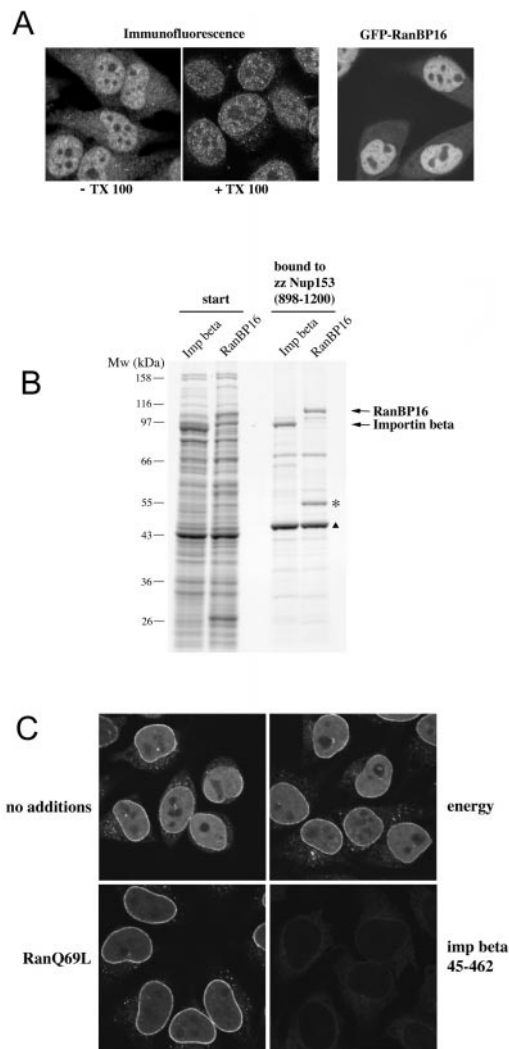 A
Immunofluorescence
GFP-RanBP16
- TX 100
+ TX 100
bound to
zz Nup153
(898-1200)
start
Imp beta
RanBP16
Imp beta
RanBP16
B
Mw (kDa)
158
116
97
66
55
43
36
26
RanBP16
Importin beta
*
C
no additions
energy
RanQ69L
imp beta
45-462